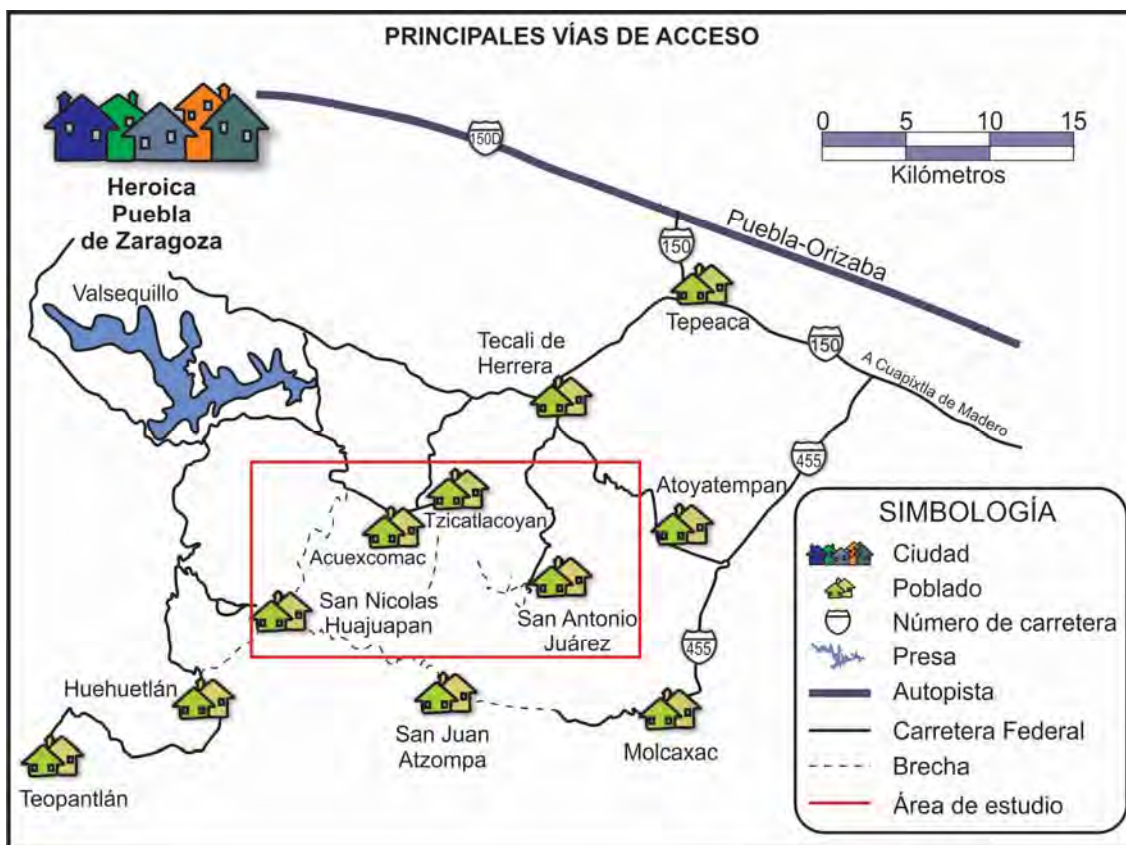 PRINCIPALES VÍAS DE ACCESO
0 5 10 15
Kilómetros
150D
Heroica
Puebla
de Zaragoza
Puebla-Orizaba
150
Valsequillo
Tepeaca
Tecali de
Herrera
150
A Cuapixtla de Madero
455
Atoyatempan
Tzicatlacoyan
Acuexcomac
San Nicolas
Huajuapan
San Antonio
Juárez
455
Huehuetlán
San Juan
Atzompa
Molcaxac
Teopantlán
SIMBOLOGÍA
Ciudad
Poblado
Número de carretera
Presa
Autopista
Carretera Federal
Brecha
Área de estudio